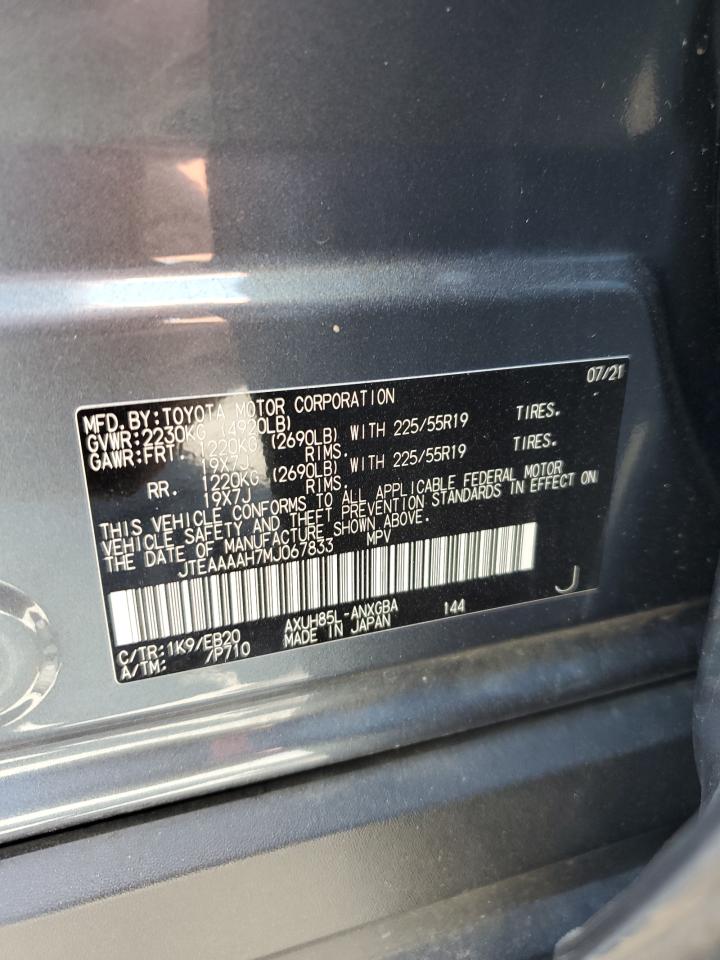 07/21
MFD.BY:TOYOTA MOTOR CORPORATION
GVWR:2230KG (4920LB)
GAWR:FRT. 1220KG (2690LB) WITH 225/55R19 TIRES.
19X7J RIMS.
RR. 1220KG (2690LB) WITH 225/55R19 TIRES.
19X7J RIMS.
THIS VEHICLE CONFORMS TO ALL APPLICABLE FEDERAL MOTOR
VEHICLE SAFETY AND THEFT PREVENTION STANDARDS IN EFFECT ON
THE DATE OF MANUFACTURE SHOWN ABOVE.
JTEAAAAH7MJ067833 MPV
J
C/TR:1K9/EB20 AXUH85L-ANXGBA 144
A/TM: /P710 MADE IN JAPAN